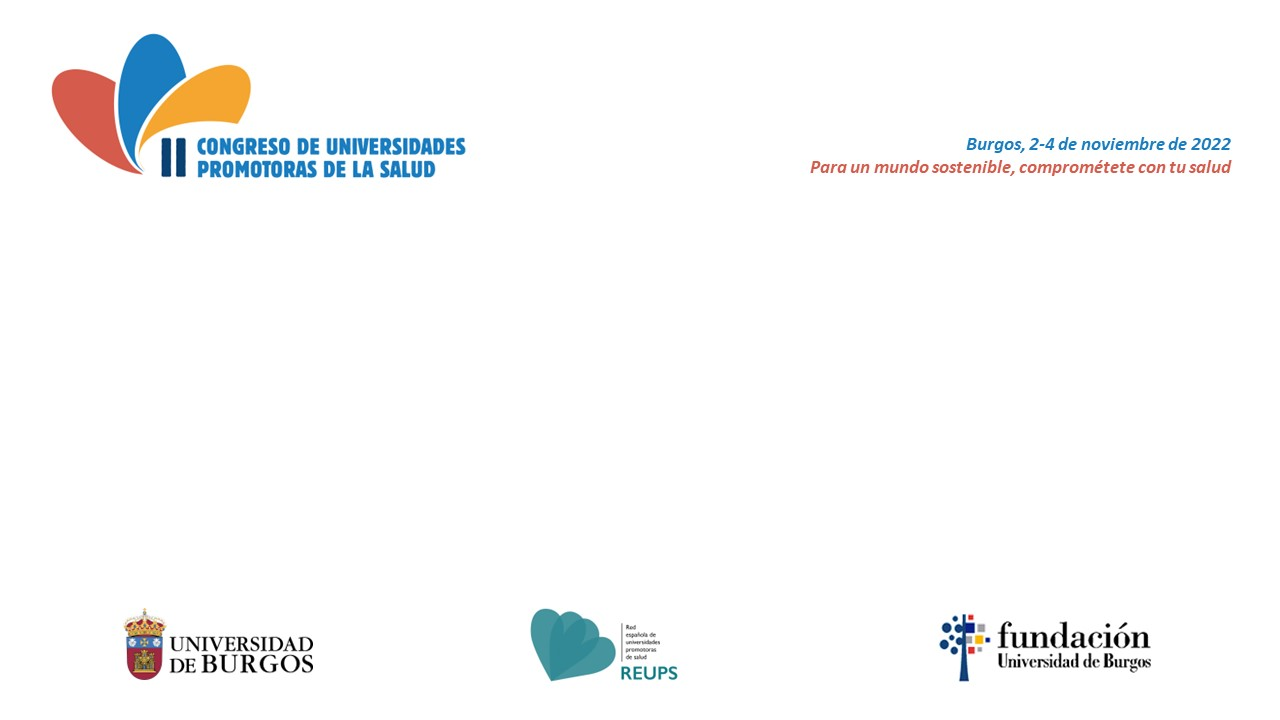 II CONGRESO DE UNIVERSIDADES
PROMOTORAS DE LA SALUD
Burgos, 2-4 de noviembre de 2022
Para un mundo sostenible, comprométete con tu salud
UNIVERSIDAD
DE BURGOS
Red
española de
universidades
promotoras
de salud
REUPS
fundación
Universidad de Burgos